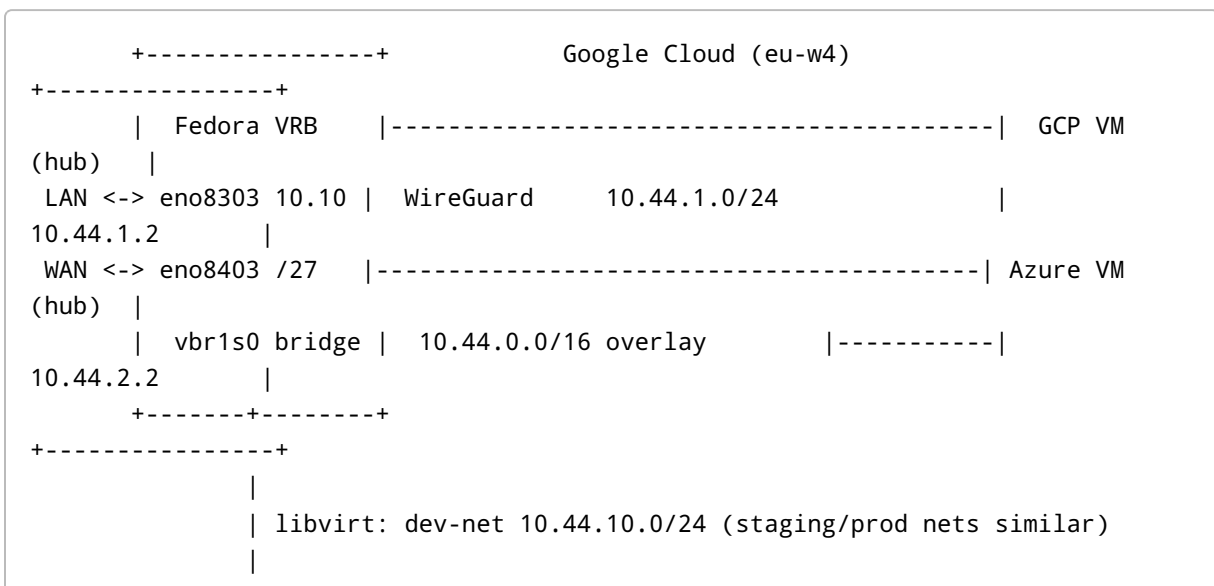 +----------------+ Google Cloud (eu-w4)
+----------------+
| Fedora VRB |------------------------------------------| GCP VM
(hub) |
LAN <-> eno8303 10.10 | WireGuard 10.44.1.0/24 |
10.44.1.2 |
WAN <-> eno8403 /27 |------------------------------------------| Azure VM
(hub) |
| vbr1s0 bridge | 10.44.0.0/16 overlay |-----------|
10.44.2.2 |
+-------+--------+
+----------------+
|
| libvirt: dev-net 10.44.10.0/24 (staging/prod nets similar)
|